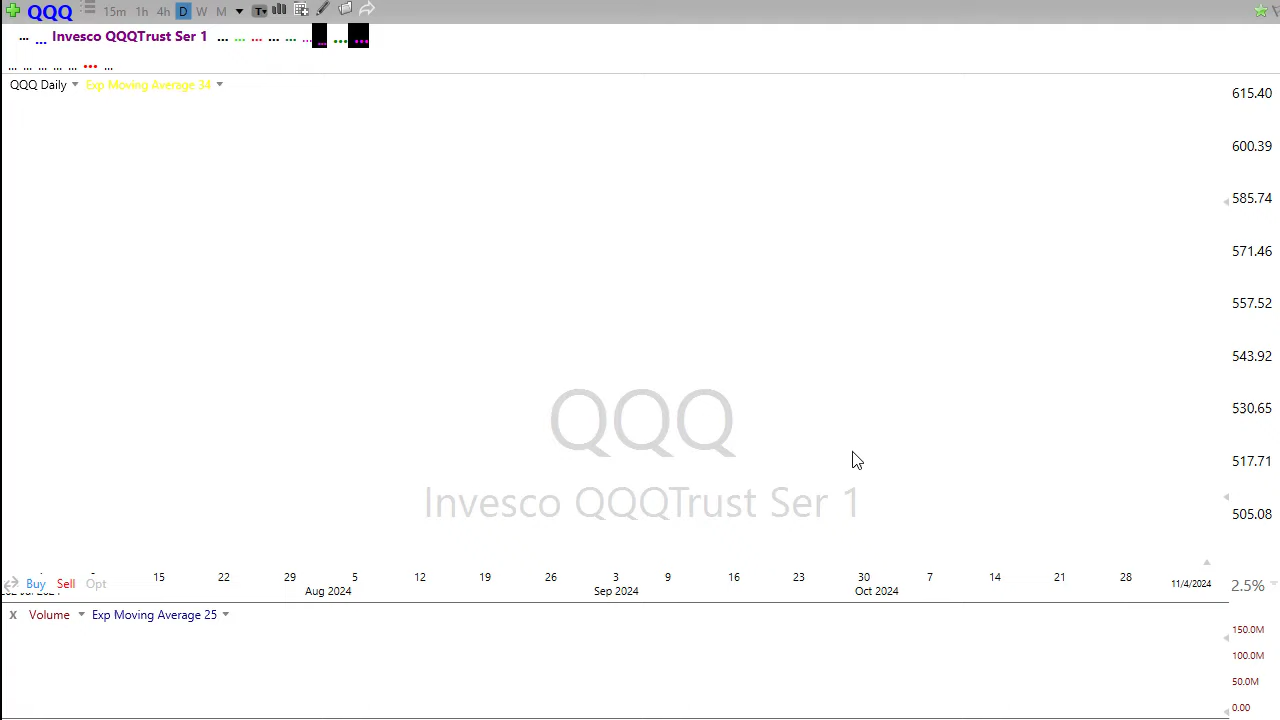 QQQ 15m 1h 4h D W M T
... ... Invesco QQQTrust Ser 1 ... ... ... ... ... ... ... ... ...
... ... ... ... ... ... ...
QQQ Daily Exp Moving Average 34
615.40
600.39
585.74
571.46
557.52
543.92
530.65
517.71
505.08
QQQ
Invesco QQQTrust Ser 1
15 22 29 5 12 19 26 3 9 16 23 30 7 14 21 28 11/4/2024
Buy Sell Opt 2.5%
Aug 2024 Sep 2024 Oct 2024
X Volume Exp Moving Average 25
150.0M
100.0M
50.0M
0.00